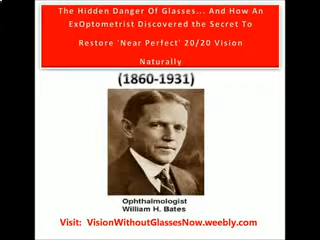 The Hidden Danger Of Glasses... And How An
ExOptometrist Discovered the Secret To
Restore 'Near Perfect' 20/20 Vision
Naturally
(1860-1931)
Ophthalmologist
William H. Bates
Visit: VisionWithoutGlassesNow.weebly.com